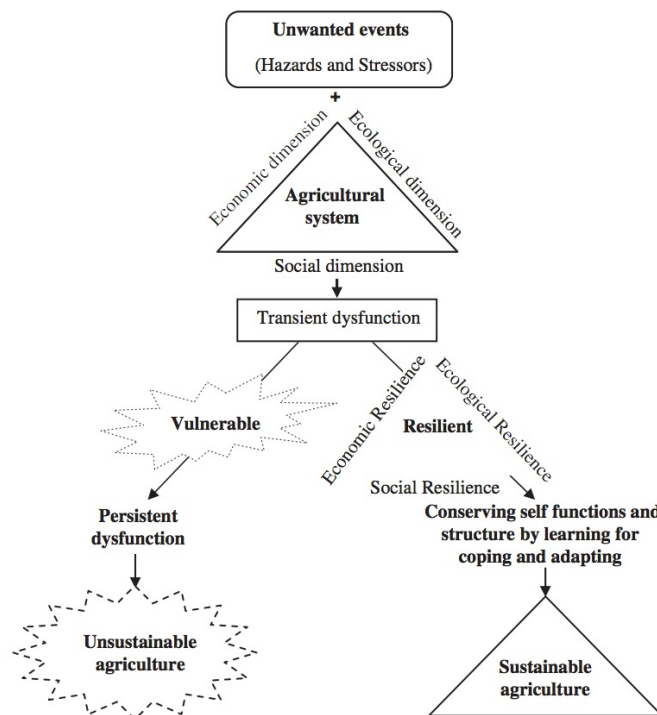 Unwanted events
(Hazards and Stressors)
+
Economic dimension
Ecological dimension
Agricultural
system
Social dimension
Transient dysfunction
Vulnerable
Economic Resilience
Ecological Resilience
Resilient
Social Resilience
Persistent
dysfunction
Conserving self functions and
structure by learning for
coping and adapting
Unsustainable
agriculture
Sustainable
agriculture